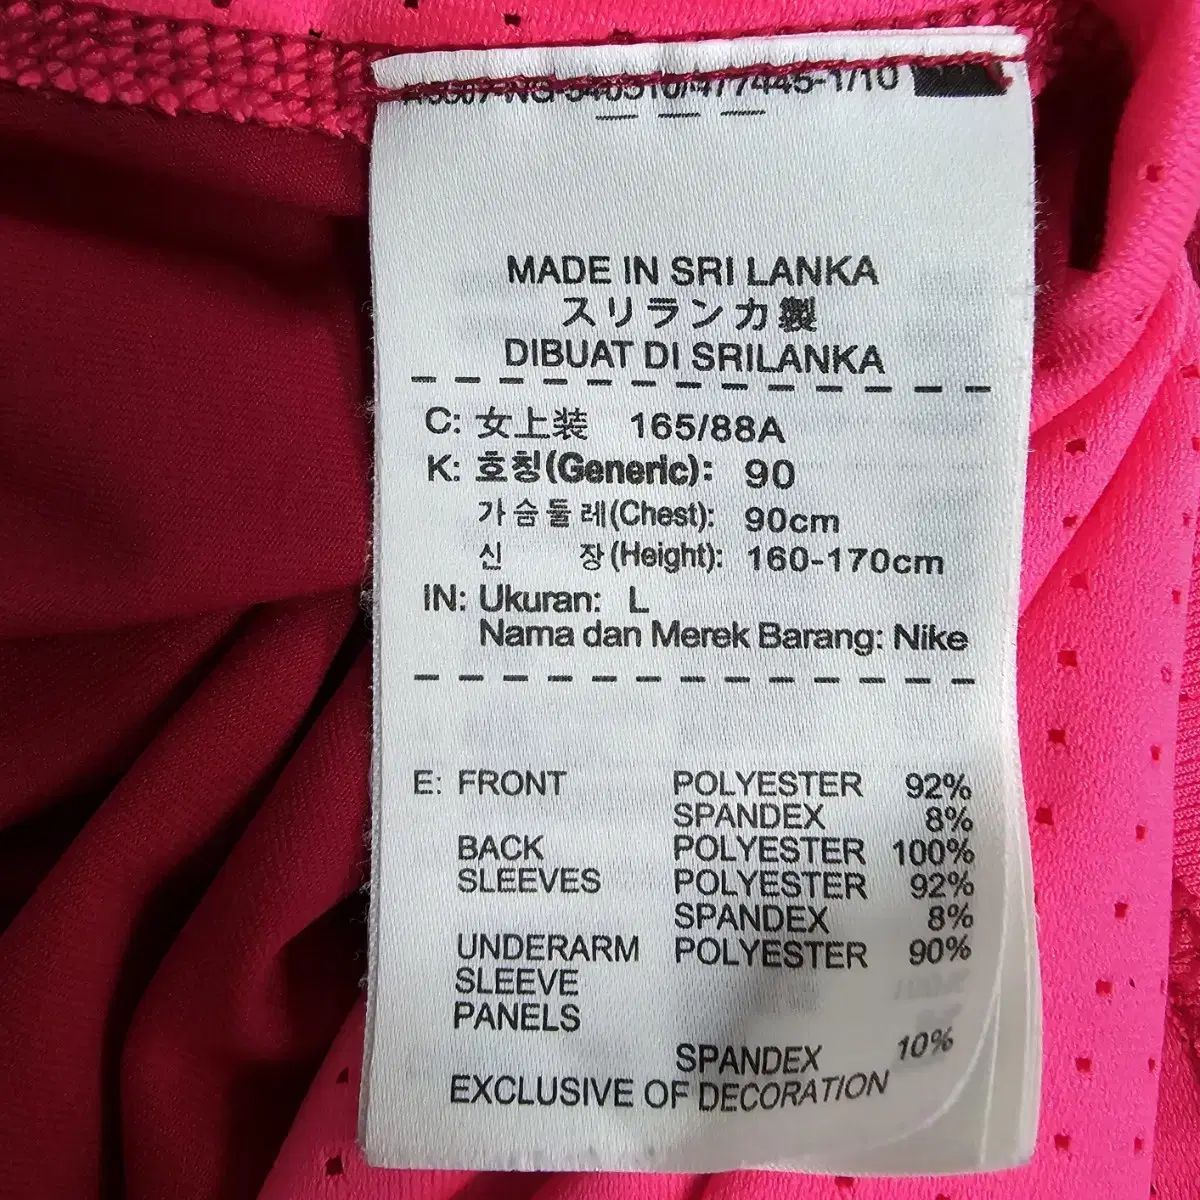 MADE IN SRI LANKA
スリランカ製
DIBUAT DI SRILANKA
C: 女上装 165/88A
K: 호칭(Generic): 90
가슴둘레(Chest): 90cm
신 장(Height): 160-170cm
IN: Ukuran: L
Nama dan Merek Barang: Nike
E: FRONT POLYESTER 92%
SPANDEX 8%
BACK POLYESTER 100%
SLEEVES POLYESTER 92%
SPANDEX 8%
UNDERARM POLYESTER 90%
SLEEVE
PANELS
SPANDEX 10%
EXCLUSIVE OF DECORATION